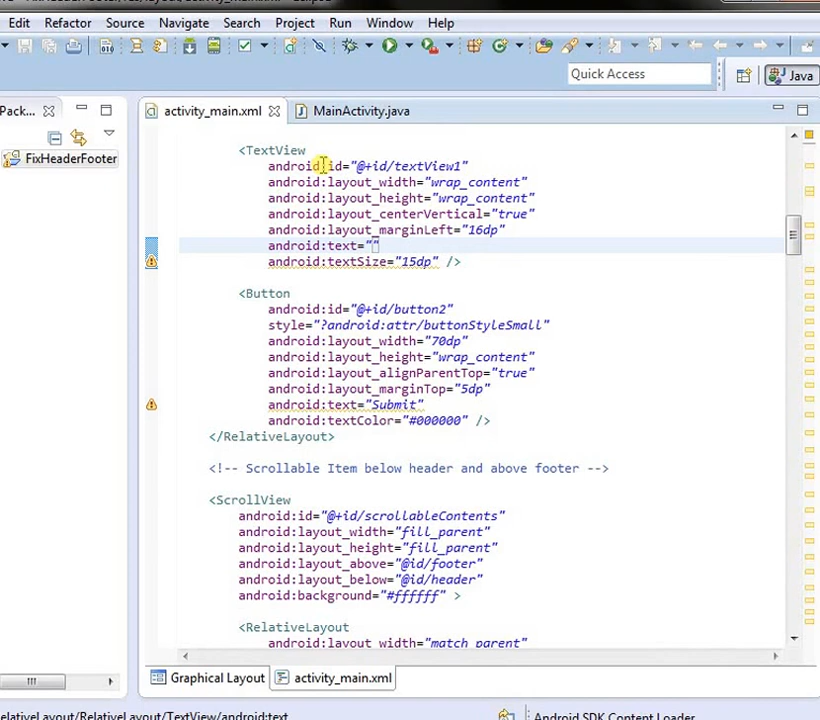 Edit Refactor Source Navigate Search Project Run Window Help
Quick Access
Java
Pack...
activity_main.xml
MainActivity.java
FixHeaderFooter
<TextView
android:id="@+id/textView1"
android:layout_width="wrap_content"
android:layout_height="wrap_content"
android:layout_centerVertical="true"
android:layout_marginLeft="16dp"
android:text=""
android:textSize="15dp" />
<Button
android:id="@+id/button2"
style="?android:attr/buttonStyleSmall"
android:layout_width="70dp"
android:layout_height="wrap_content"
android:layout_alignParentTop="true"
android:layout_marginTop="5dp"
android:text="Submit"
android:textColor="#000000" />
</RelativeLayout>
<!-- Scrollable Item below header and above footer -->
<ScrollView
android:id="@+id/scrollableContents"
android:layout_width="fill_parent"
android:layout_height="fill_parent"
android:layout_above="@id/footer"
android:layout_below="@id/header"
android:background="#ffffff" >
<RelativeLayout
android:layout_width="match_parent"
Graphical Layout
activity_main.xml
RelativeLayout/RelativeLayout/TextView/android:text
Android SDK Content Loader